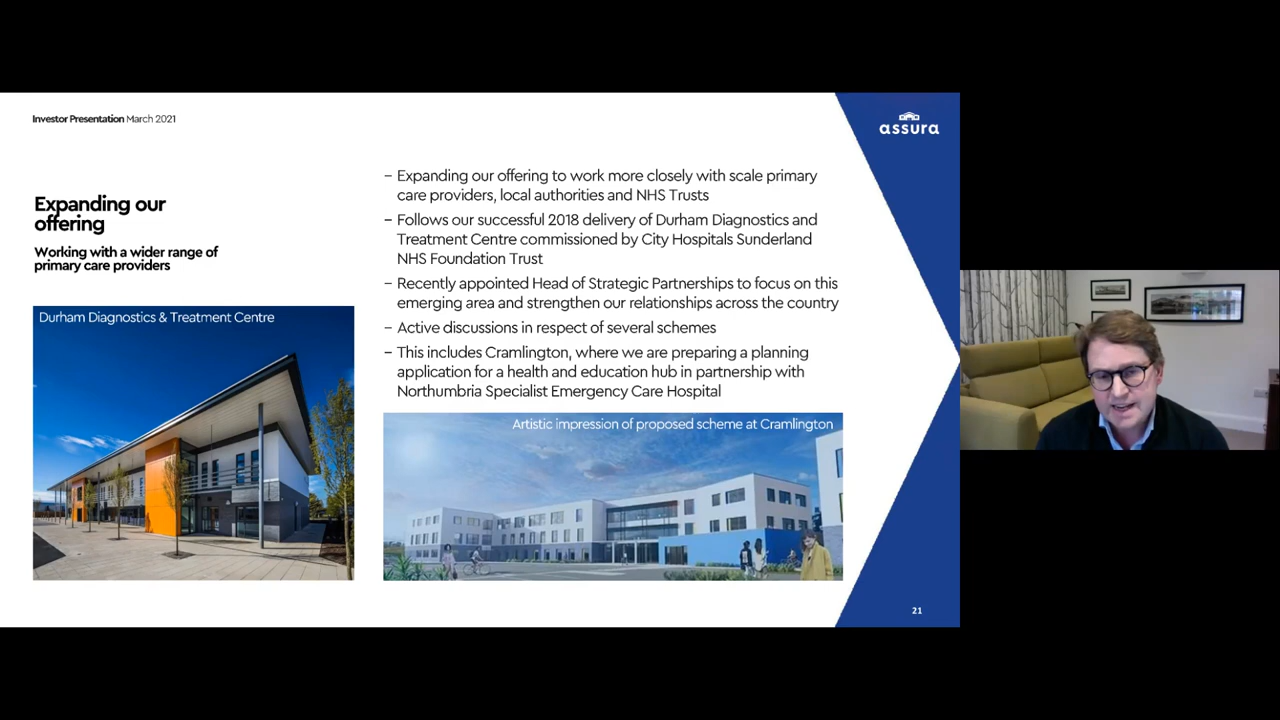 Investor Presentation March 2021
assura
Expanding our
offering
Working with a wider range of
primary care providers
Durham Diagnostics & Treatment Centre
– Expanding our offering to work more closely with scale primary
care providers, local authorities and NHS Trusts
– Follows our successful 2018 delivery of Durham Diagnostics and
Treatment Centre commissioned by City Hospitals Sunderland
NHS Foundation Trust
– Recently appointed Head of Strategic Partnerships to focus on this
emerging area and strengthen our relationships across the country
– Active discussions in respect of several schemes
– This includes Cramlington, where we are preparing a planning
application for a health and education hub in partnership with
Northumbria Specialist Emergency Care Hospital
Artistic impression of proposed scheme at Cramlington
21